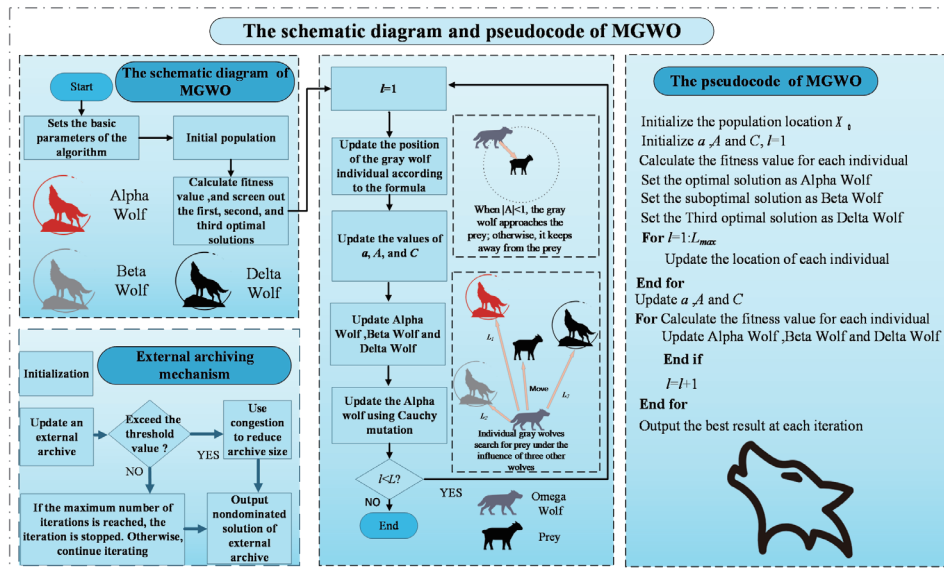 The schematic diagram and pseudocode of MGWO
Start
The schematic diagram of
MGWO
Sets the basic
parameters of the
algorithm
Initial population
Calculate fitness
value ,and screen out
the first, second, and
third optimal
solutions
Alpha
Wolf
Beta
Wolf
Delta
Wolf
External archiving
mechanism
Initialization
Update an
external
archive
Exceed the
threshold
value ?
YES
NO
Use
congestion to
reduce
archive size
If the maximum number of
iterations is reached, the
iteration is stopped. Otherwise,
continue iterating
Output
nondominated
solution of
external
archive
l=1
Update the position
of the gray wolf
individual according
to the formula
Update the values of
a, A, and C
Update Alpha
Wolf ,Beta Wolf and
Delta Wolf
Update the Alpha
wolf using Cauchy
mutation
l<L?
YES
NO
End
When |A|<1, the gray
wolf approaches the
prey; otherwise, it keeps
away from the prey
L1
Move
Individual gray wolves
search for prey under the
influence of three other
wolves
Omega
Wolf
Prey
The pseudocode of MGWO
Initialize the population location X 0
Initialize a ,A and C, l=1
Calculate the fitness value for each individual
Set the optimal solution as Alpha Wolf
Set the suboptimal solution as Beta Wolf
Set the Third optimal solution as Delta Wolf
For l=1:Lmax
Update the location of each individual
End for
Update a ,A and C
For Calculate the fitness value for each individual
Update Alpha Wolf ,Beta Wolf and Delta Wolf
End if
l=l+1
End for
Output the best result at each iteration